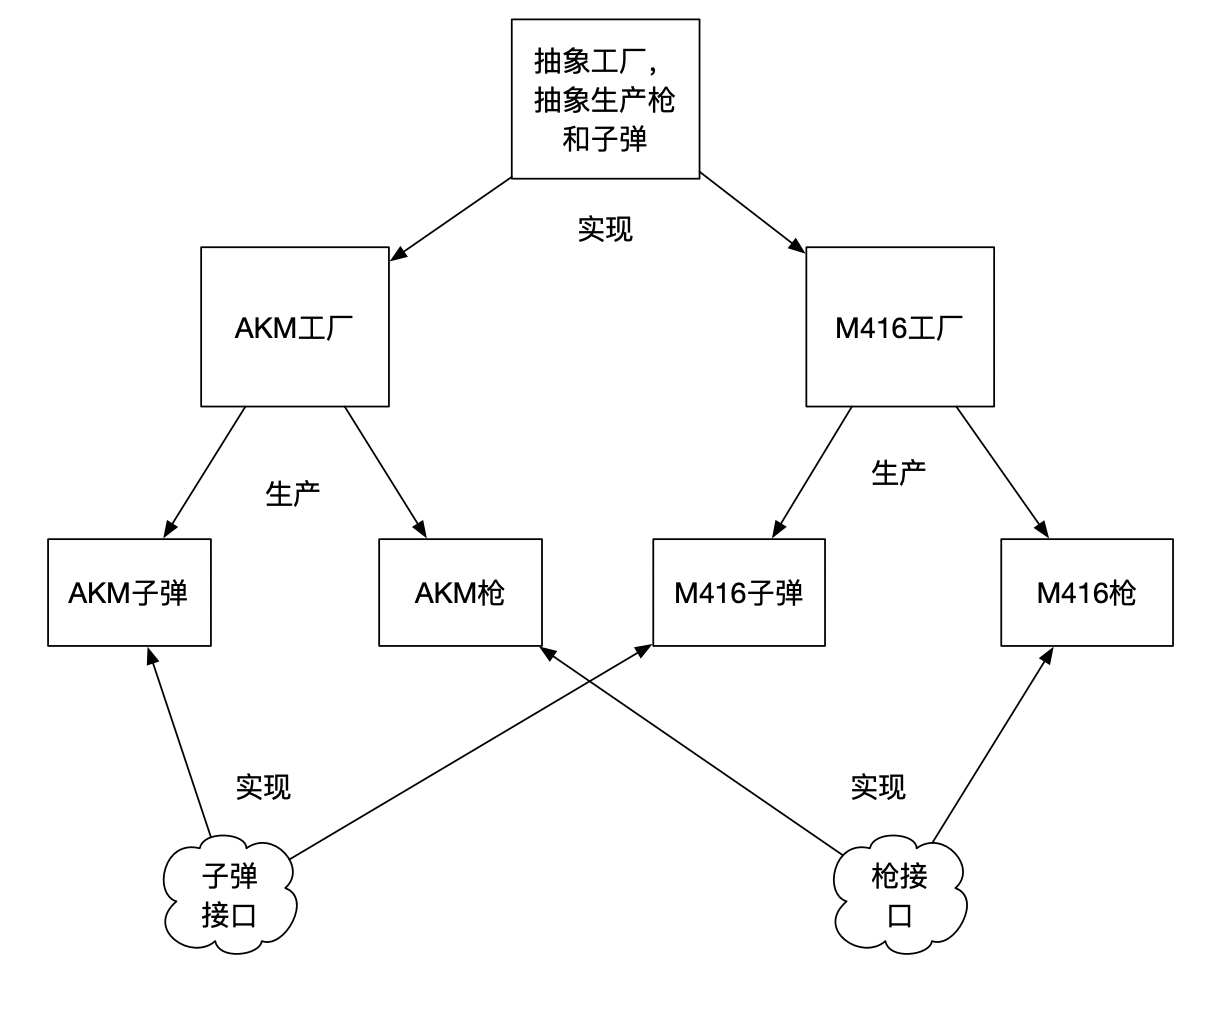 抽象工厂，
抽象生产枪
和子弹
实现
AKM工厂
M416工厂
生产
生产
AKM子弹
AKM枪
M416子弹
M416枪
实现
实现
子弹
接口
枪接
口